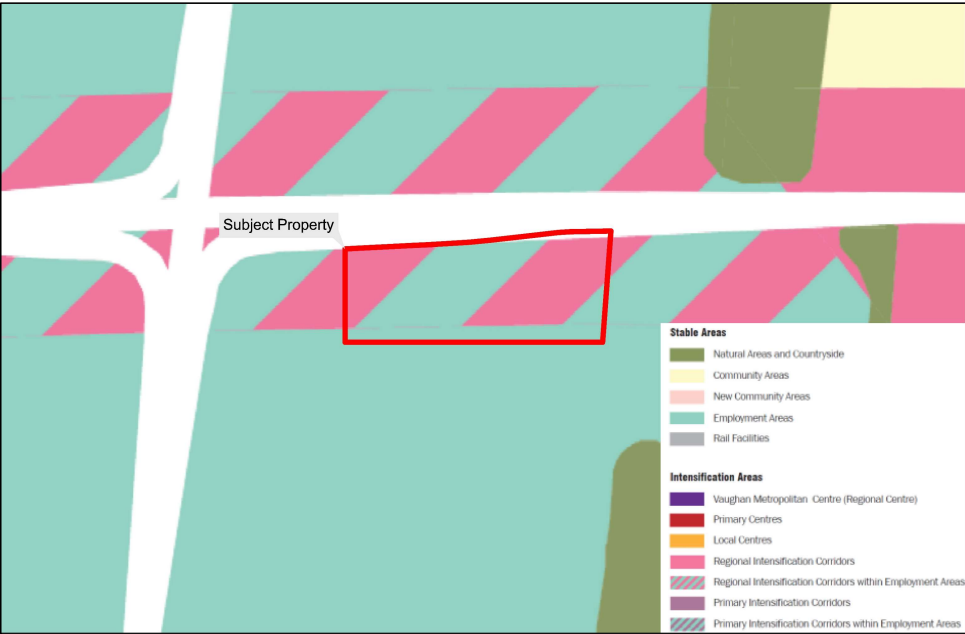 Subject Property
Stable Areas
Natural Areas and Countryside
Community Areas
New Community Areas
Employment Areas
Rail Facilities
Intensification Areas
Vaughan Metropolitan Centre (Regional Centre)
Primary Centres
Local Centres
Regional Intensification Corridors
Regional Intensification Corridors within Employment Areas
Primary Intensification Corridors
Primary Intensification Corridors within Employment Areas